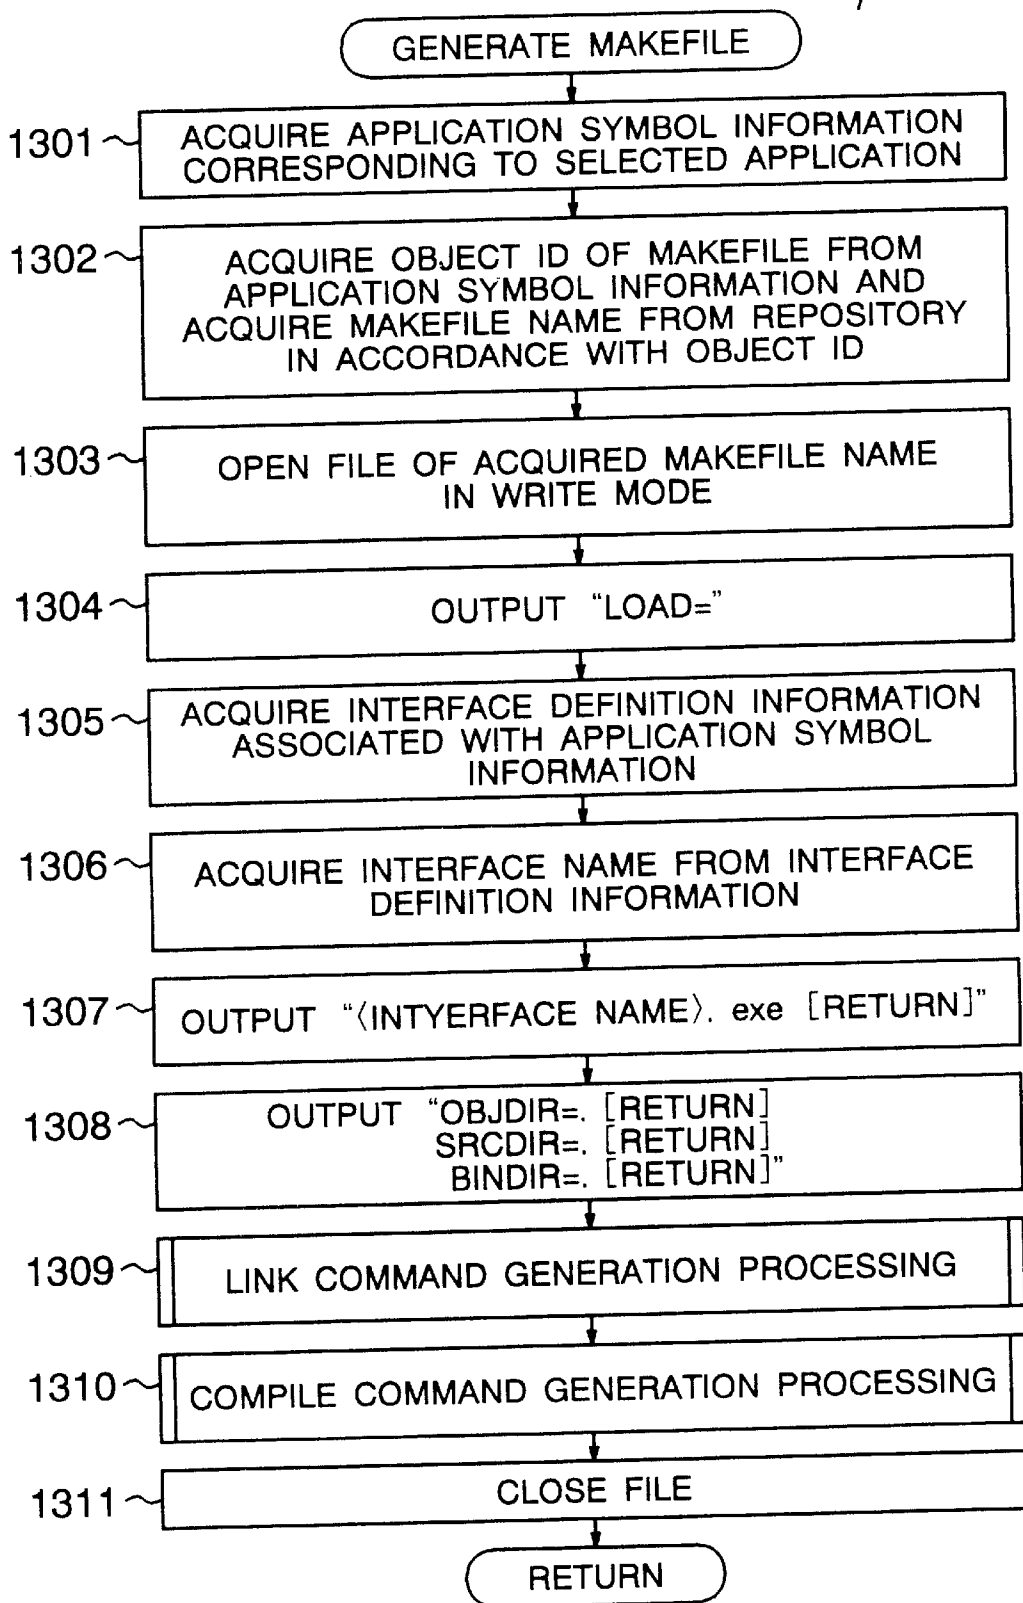 GENERATE MAKEFILE
1301
ACQUIRE APPLICATION SYMBOL INFORMATION
CORRESPONDING TO SELECTED APPLICATION
1302
ACQUIRE OBJECT ID OF MAKEFILE FROM
APPLICATION SYMBOL INFORMATION AND
ACQUIRE MAKEFILE NAME FROM REPOSITORY
IN ACCORDANCE WITH OBJECT ID
1303
OPEN FILE OF ACQUIRED MAKEFILE NAME
IN WRITE MODE
1304
OUTPUT “LOAD=”
1305
ACQUIRE INTERFACE DEFINITION INFORMATION
ASSOCIATED WITH APPLICATION SYMBOL
INFORMATION
1306
ACQUIRE INTERFACE NAME FROM INTERFACE
DEFINITION INFORMATION
1307
OUTPUT “〈INTYERFACE NAME〉. exe [RETURN]”
1308
OUTPUT “OBJDIR=. [RETURN]
SRCDIR=. [RETURN]
BINDIR=. [RETURN]”
1309
LINK COMMAND GENERATION PROCESSING
1310
COMPILE COMMAND GENERATION PROCESSING
1311
CLOSE FILE
RETURN